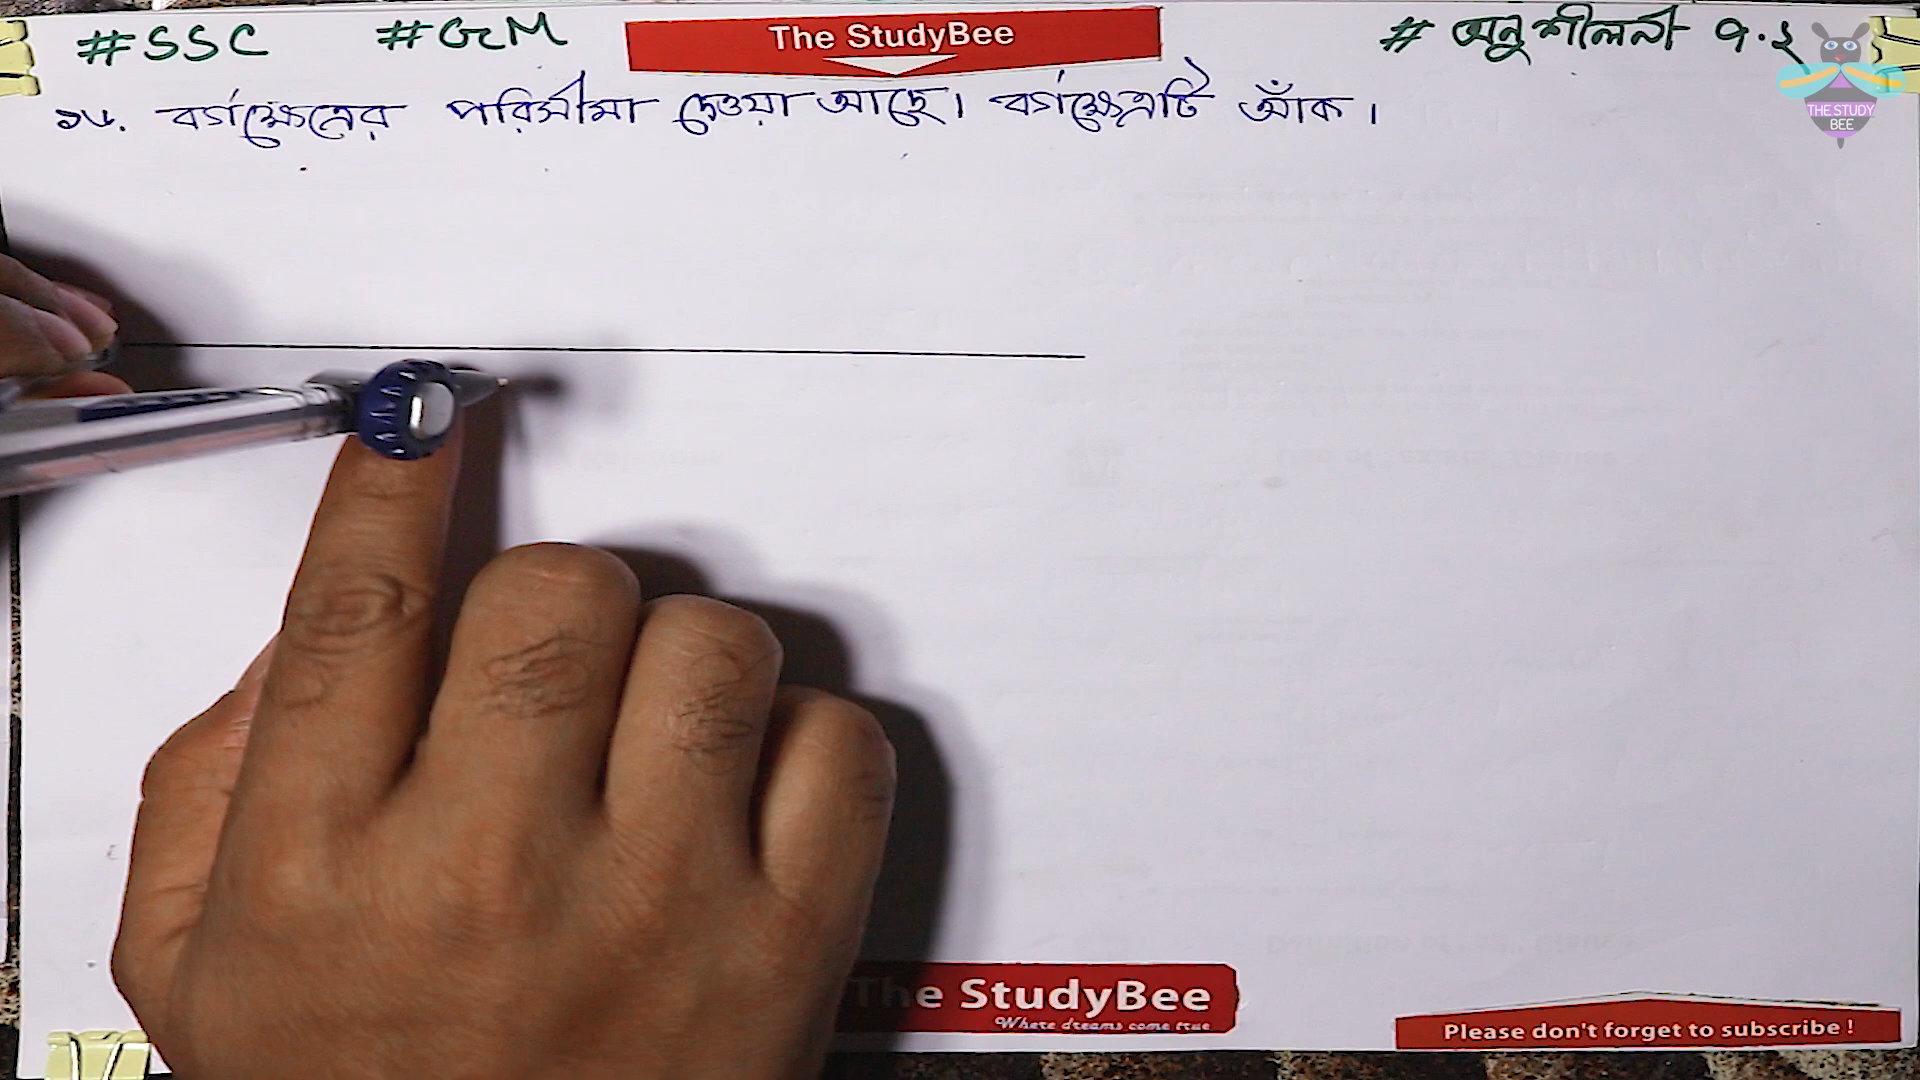 #SSC #GM The StudyBee # অনুশীলনী ৭.২
THE STUDY
BEE
১৮. বর্গক্ষেত্রের পরিসীমা দেওয়া আছে। বর্গক্ষেত্রটি আঁক।
The StudyBee
Where dreams come true
Please don't forget to subscribe !